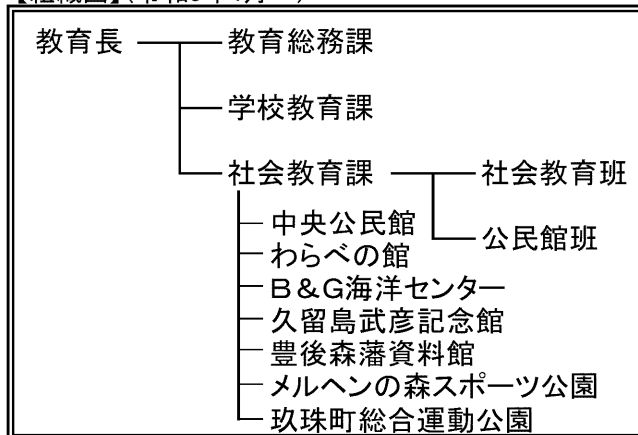 教育長 教育総務課
学校教育課
社会教育課 社会教育班
公民館班
中央公民館
わらべの館
B&G海洋センター
久留島武彦記念館
豊後森藩資料館
メルヘンの森スポーツ公園
玖珠町総合運動公園